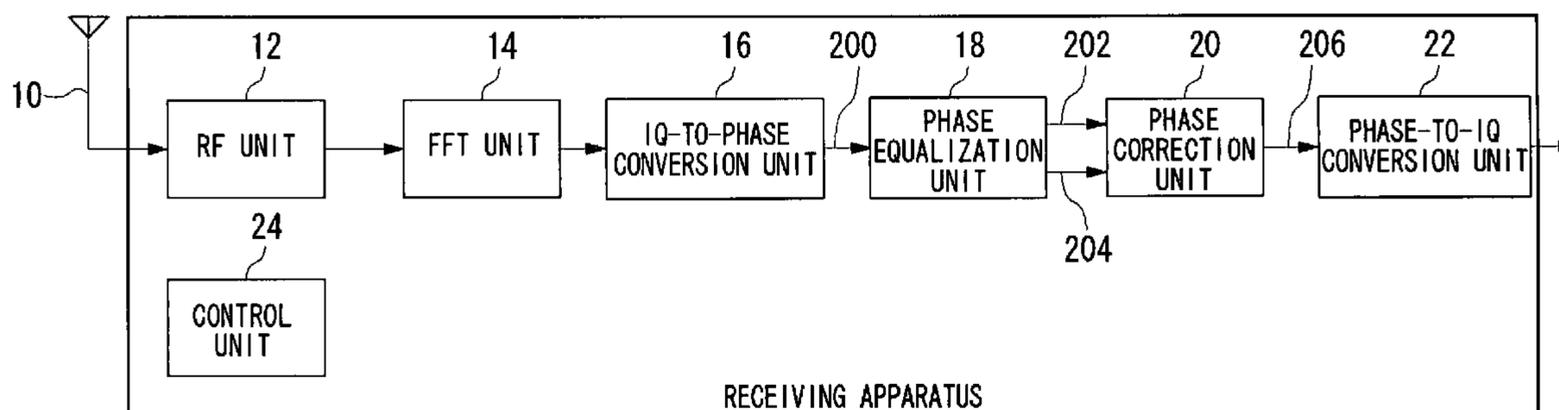 12
14
16
200
18
202
20
206
22
10
RF UNIT
FFT UNIT
IQ-TO-PHASE
CONVERSION UNIT
PHASE
EQUALIZATION
UNIT
PHASE
CORRECTION
UNIT
PHASE-TO-IQ
CONVERSION UNIT
204
24
CONTROL
UNIT
RECEIVING APPARATUS